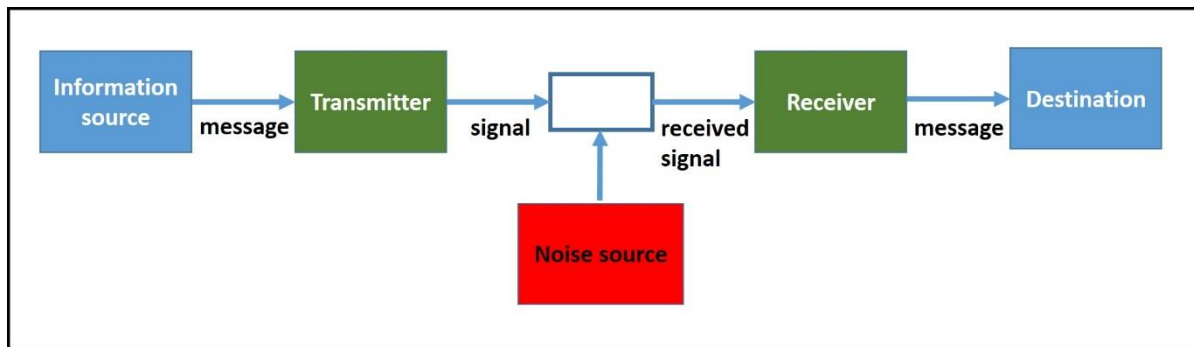 Information
source
message
Transmitter
signal
received
signal
Receiver
message
Destination
Noise source